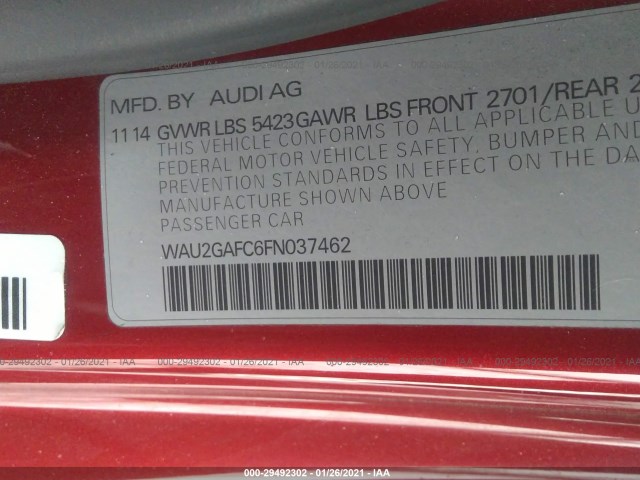 MFD. BY AUDI AG
11 14 GVWR LBS 5423 GAWR LBS FRONT 2701/REAR 2
THIS VEHICLE CONFORMS TO ALL APPLICABLE U
FEDERAL MOTOR VEHICLE SAFETY, BUMPER AND
PREVENTION STANDARDS IN EFFECT ON THE DA
MANUFACTURE SHOWN ABOVE
PASSENGER CAR
WAU2GAFC6FN037462
000-29492302 - 01/26/2021 - IAA
000-29492302 - 01/26/2021 - IAA